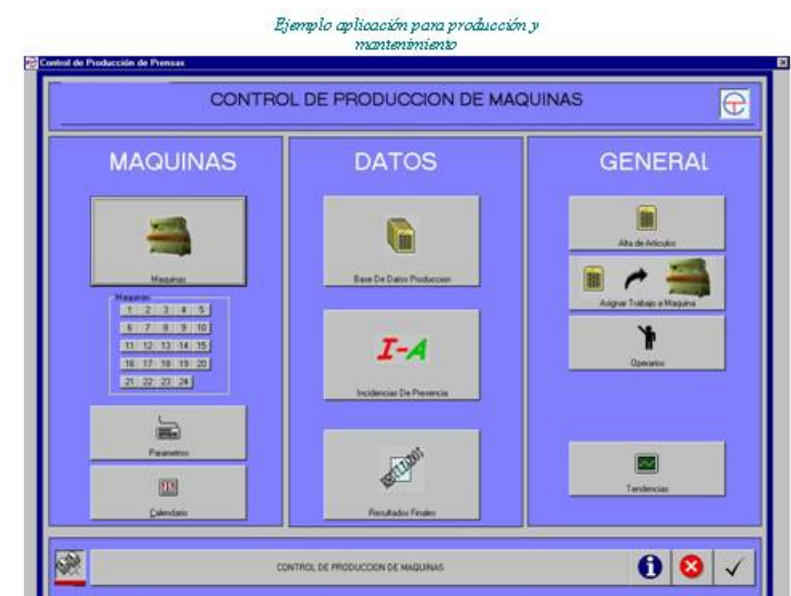 Ejemplo aplicación para producción y
mantenimiento
Control de Producción de Prensas
CONTROL DE PRODUCCION DE MAQUINAS
MAQUINAS
Maquinas
Maquinas
1 2 3 4 5
6 7 8 9 10
11 12 13 14 15
16 17 18 19 20
21 22 23 24
Parametros
Calendario
DATOS
Base De Datos Produccion
I-A
Incidencias De Presencia
RESULTADOS
Resultados Finales
GENERAL
Alta de Artículos
Asignar Trabajo a Maquina
Operarios
Tendencias
CONTROL DE PRODUCCION DE MAQUINAS